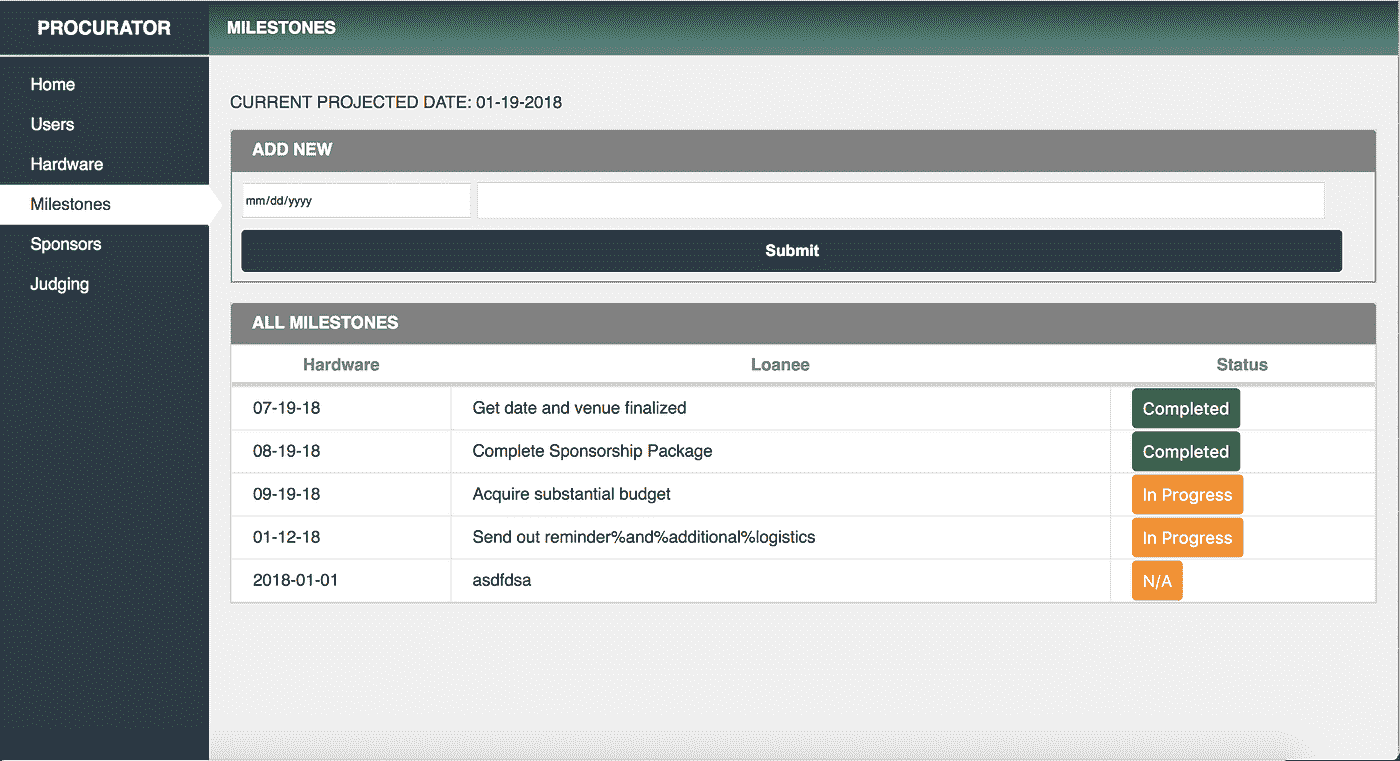 PROCURATOR
MILESTONES
Home
Users
Hardware
Milestones
Sponsors
Judging
CURRENT PROJECTED DATE: 01-19-2018
ADD NEW
mm/dd/yyyy
Submit
ALL MILESTONES
Hardware Loanee Status
07-19-18 Get date and venue finalized Completed
08-19-18 Complete Sponsorship Package Completed
09-19-18 Acquire substantial budget In Progress
01-12-18 Send out reminder%and%additional%logistics In Progress
2018-01-01 asdfdsa N/A